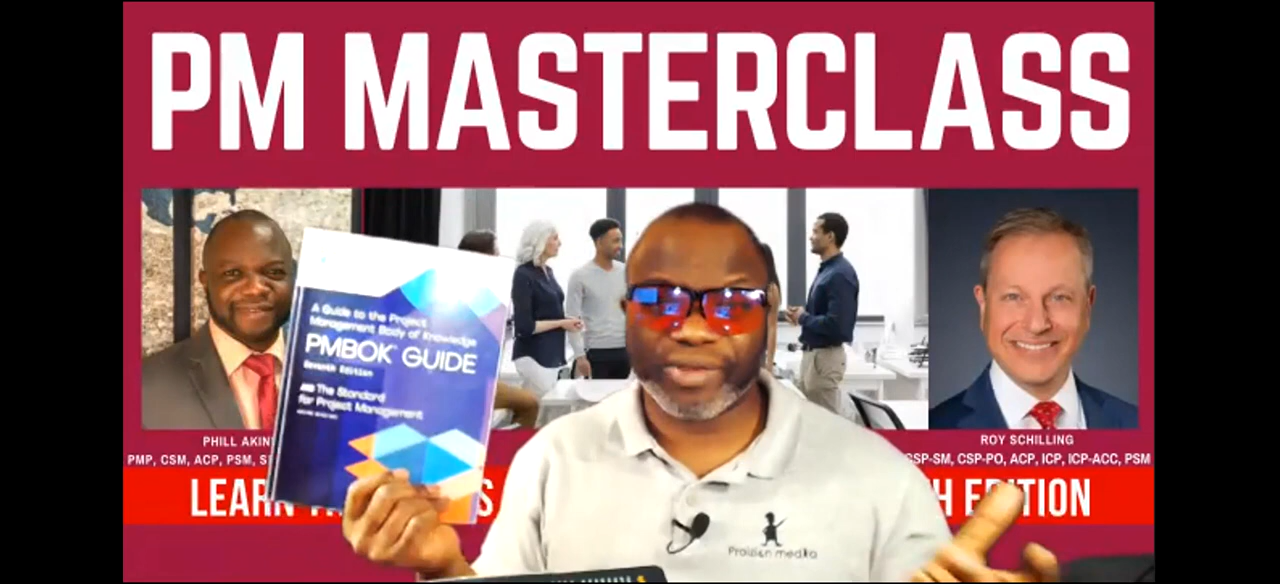 PM MASTERCLASS
A Guide to the Project
Management Body of Knowledge
PMBOK® GUIDE
Seventh Edition
AND The Standard
for Project Management
PHILL AKIN
PMP, CSM, ACP, PSM, S
ROY SCHILLING
CSP-SM, CSP-PO, ACP, ICP, ICP-ACC, PSM
LEARN
EDITION